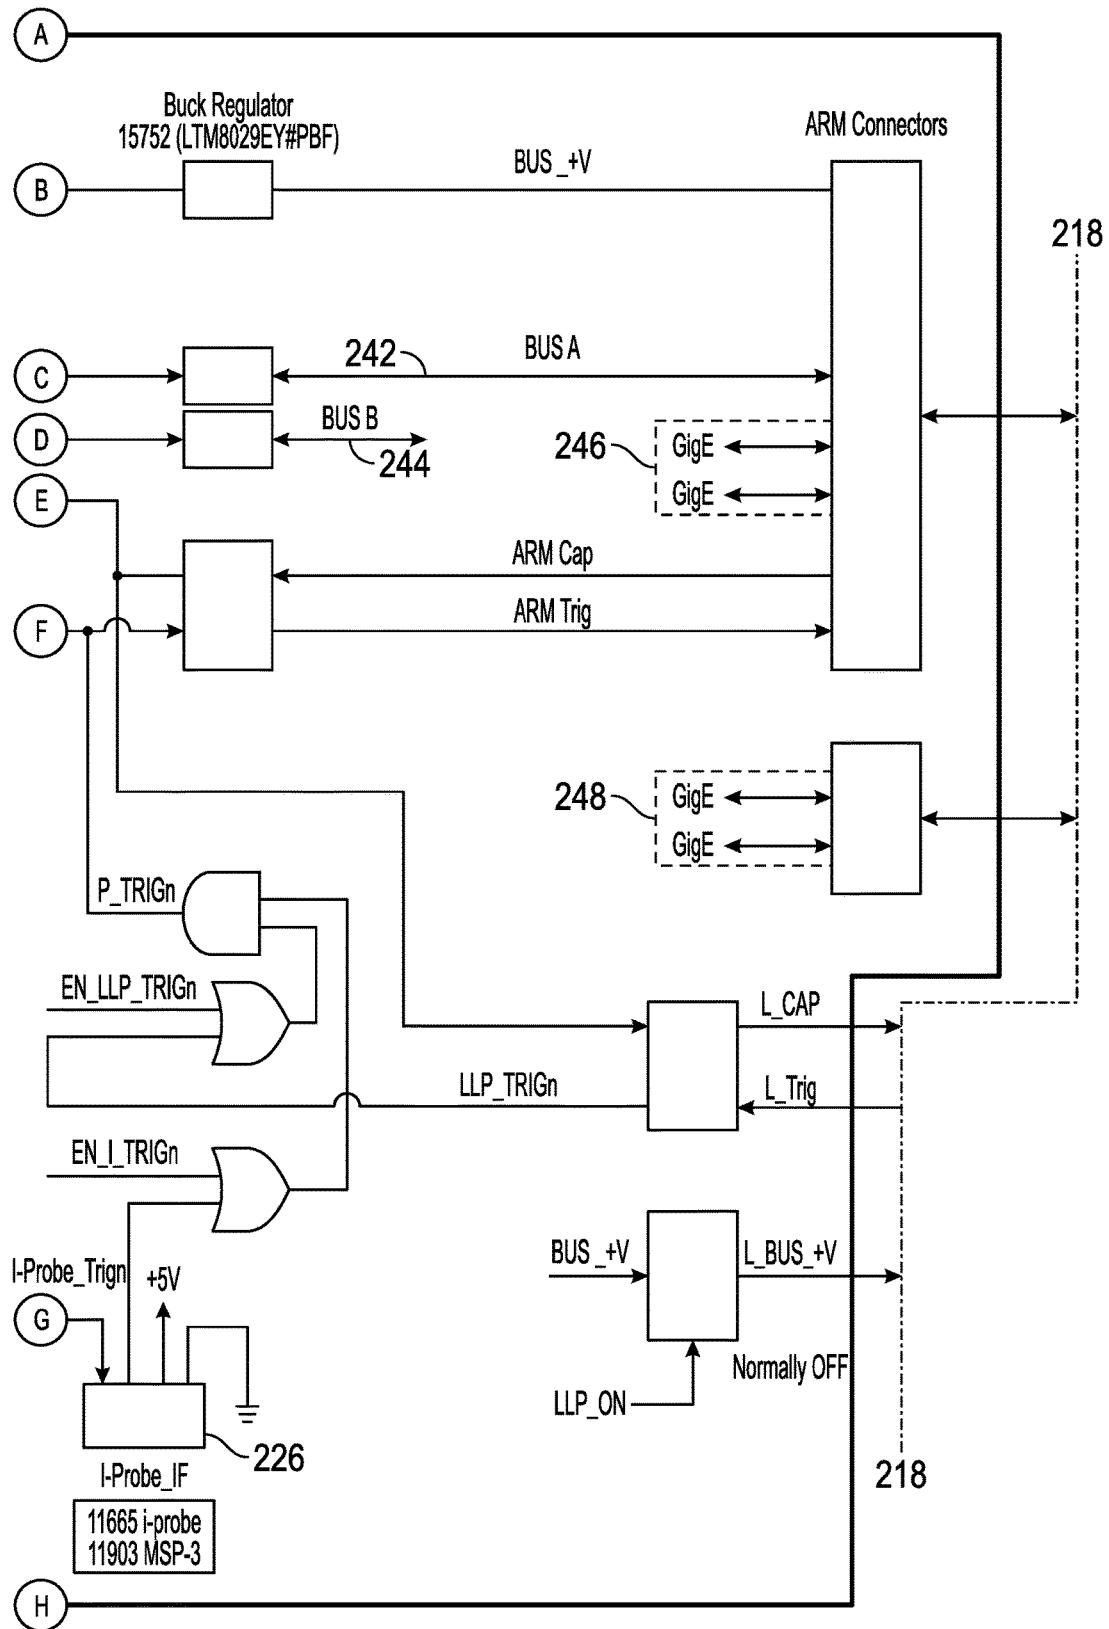 A
Buck Regulator
15752 (LTM8029EY#PBF)
ARM Connectors
B
BUS _+V
218
C
242
BUS A
D
BUS B
244
246
GigE
GigE
E
ARM Cap
F
ARM Trig
248
GigE
GigE
P_TRIGn
EN_LLP_TRIGn
L_CAP
LLP_TRIGn
L_Trig
EN_I_TRIGn
I-Probe_Trign
+5V
BUS _+V
L_BUS_+V
G
Normally OFF
LLP_ON
226
218
I-Probe_IF
11665 i-probe
11903 MSP-3
H